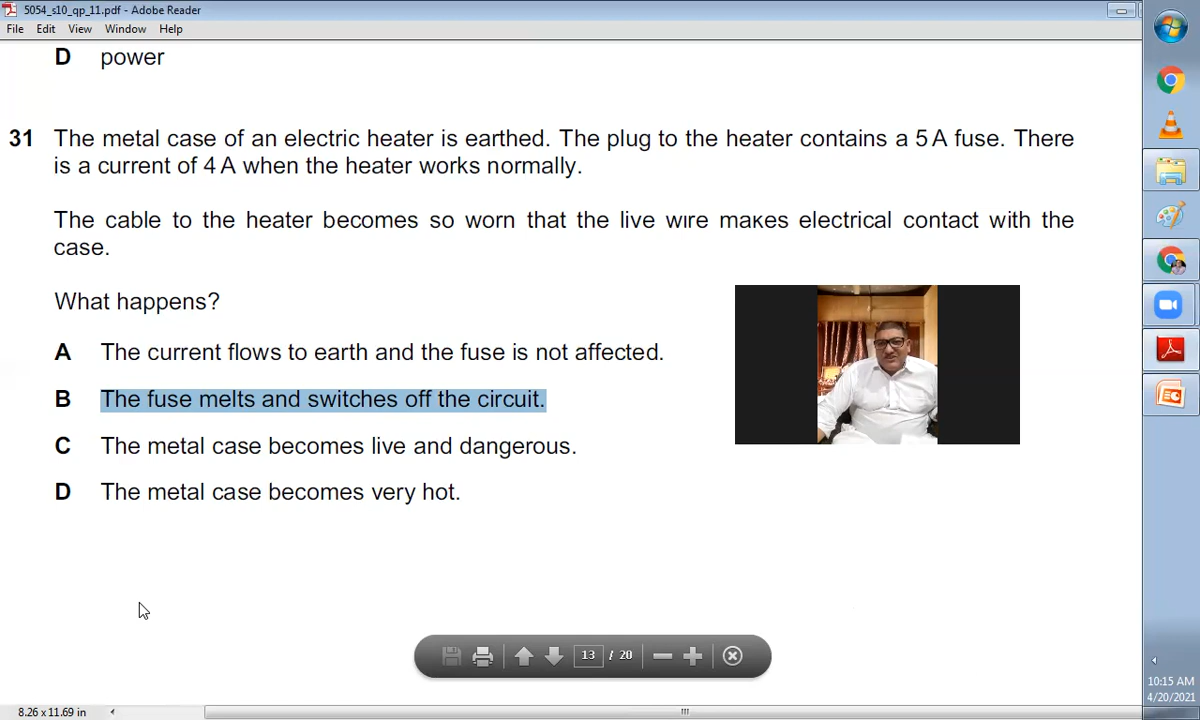 5054_s10_qp_11.pdf - Adobe Reader
File Edit View Window Help
D power
31 The metal case of an electric heater is earthed. The plug to the heater contains a 5 A fuse. There
is a current of 4 A when the heater works normally.
The cable to the heater becomes so worn that the live wire makes electrical contact with the
case.
What happens?
A The current flows to earth and the fuse is not affected.
B The fuse melts and switches off the circuit.
C The metal case becomes live and dangerous.
D The metal case becomes very hot.
13 / 20
10:15 AM
4/20/2021
8.26 x 11.69 in